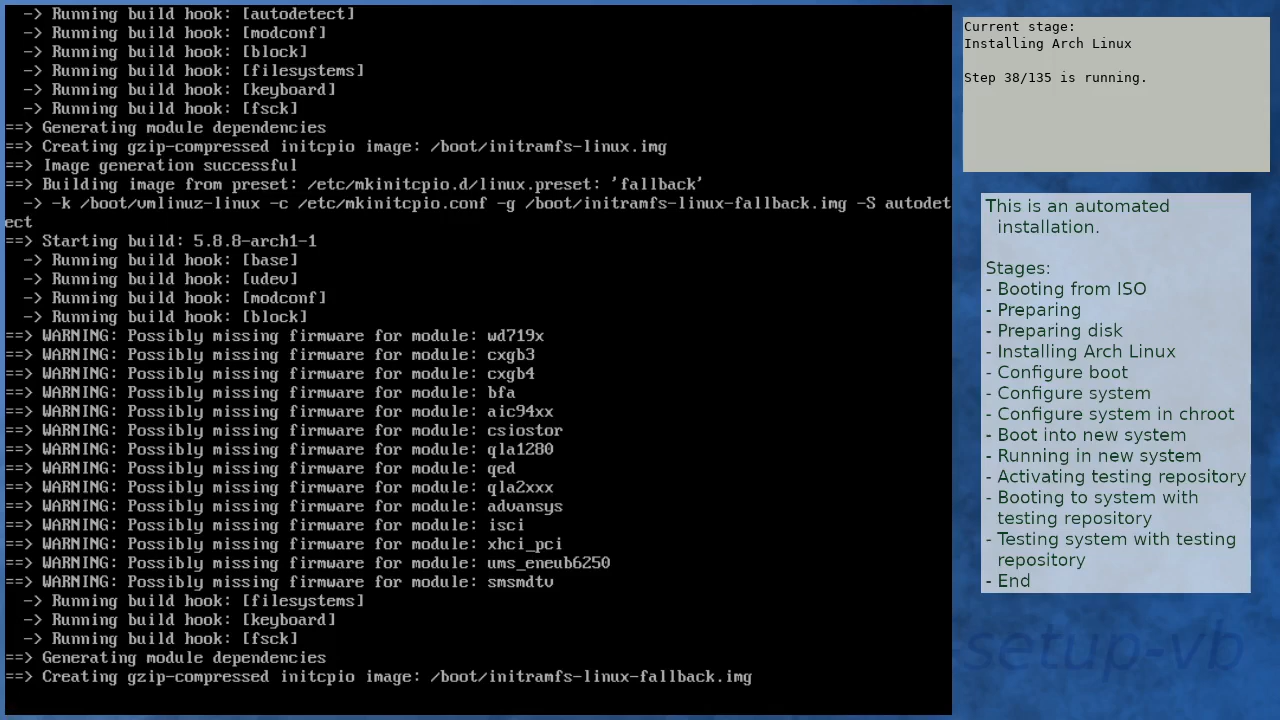 -> Running build hook: [autodetect]
-> Running build hook: [modconf]
-> Running build hook: [block]
-> Running build hook: [filesystems]
-> Running build hook: [keyboard]
-> Running build hook: [fsck]
==> Generating module dependencies
==> Creating gzip-compressed initcpio image: /boot/initramfs-linux.img
==> Image generation successful
==> Building image from preset: /etc/mkinitcpio.d/linux.preset: 'fallback'
-> -k /boot/vmlinuz-linux -c /etc/mkinitcpio.conf -g /boot/initramfs-linux-fallback.img -S autodet
ect
==> Starting build: 5.8.8-arch1-1
-> Running build hook: [base]
-> Running build hook: [udev]
-> Running build hook: [modconf]
-> Running build hook: [block]
==> WARNING: Possibly missing firmware for module: wd719x
==> WARNING: Possibly missing firmware for module: cxgb3
==> WARNING: Possibly missing firmware for module: cxgb4
==> WARNING: Possibly missing firmware for module: bfa
==> WARNING: Possibly missing firmware for module: aic94xx
==> WARNING: Possibly missing firmware for module: csiostor
==> WARNING: Possibly missing firmware for module: qla1280
==> WARNING: Possibly missing firmware for module: qed
==> WARNING: Possibly missing firmware for module: qla2xxx
==> WARNING: Possibly missing firmware for module: advansys
==> WARNING: Possibly missing firmware for module: isci
==> WARNING: Possibly missing firmware for module: xhci_pci
==> WARNING: Possibly missing firmware for module: ums_eneub6250
==> WARNING: Possibly missing firmware for module: smsmdtv
-> Running build hook: [filesystems]
-> Running build hook: [keyboard]
-> Running build hook: [fsck]
==> Generating module dependencies
==> Creating gzip-compressed initcpio image: /boot/initramfs-linux-fallback.img
Current stage:
Installing Arch Linux
Step 38/135 is running.
This is an automated
installation.
Stages:
- Booting from ISO
- Preparing
- Preparing disk
- Installing Arch Linux
- Configure boot
- Configure system
- Configure system in chroot
- Boot into new system
- Running in new system
- Activating testing repository
- Booting to system with
testing repository
- Testing system with testing
repository
- End
setup-vb